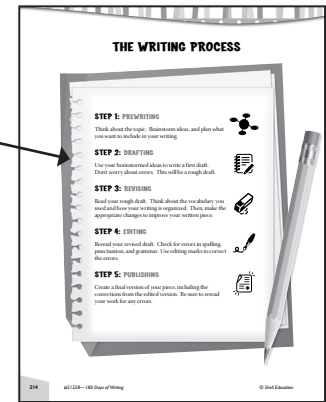 THE WRITING PROCESS
STEP 1: PREWRITING
Think about the topic. Brainstorm ideas, and plan what
you want to include in your writing.
STEP 2: DRAFTING
Use your brainstormed ideas to write a first draft.
Don't worry about errors. This will be a rough draft.
STEP 3: REVISING
Read your rough draft. Think about the vocabulary you
used and how your writing is organized. Then, make the
appropriate changes to improve your written piece.
STEP 4: EDITING
Reread your revised draft. Check for errors in spelling,
punctuation, and grammar. Use editing marks to correct
the errors.
STEP 5: PUBLISHING
Create a final version of your piece, including the
corrections from the edited version. Be sure to reread
your work for any errors.
214 #51528—180 Days of Writing © Shell Education